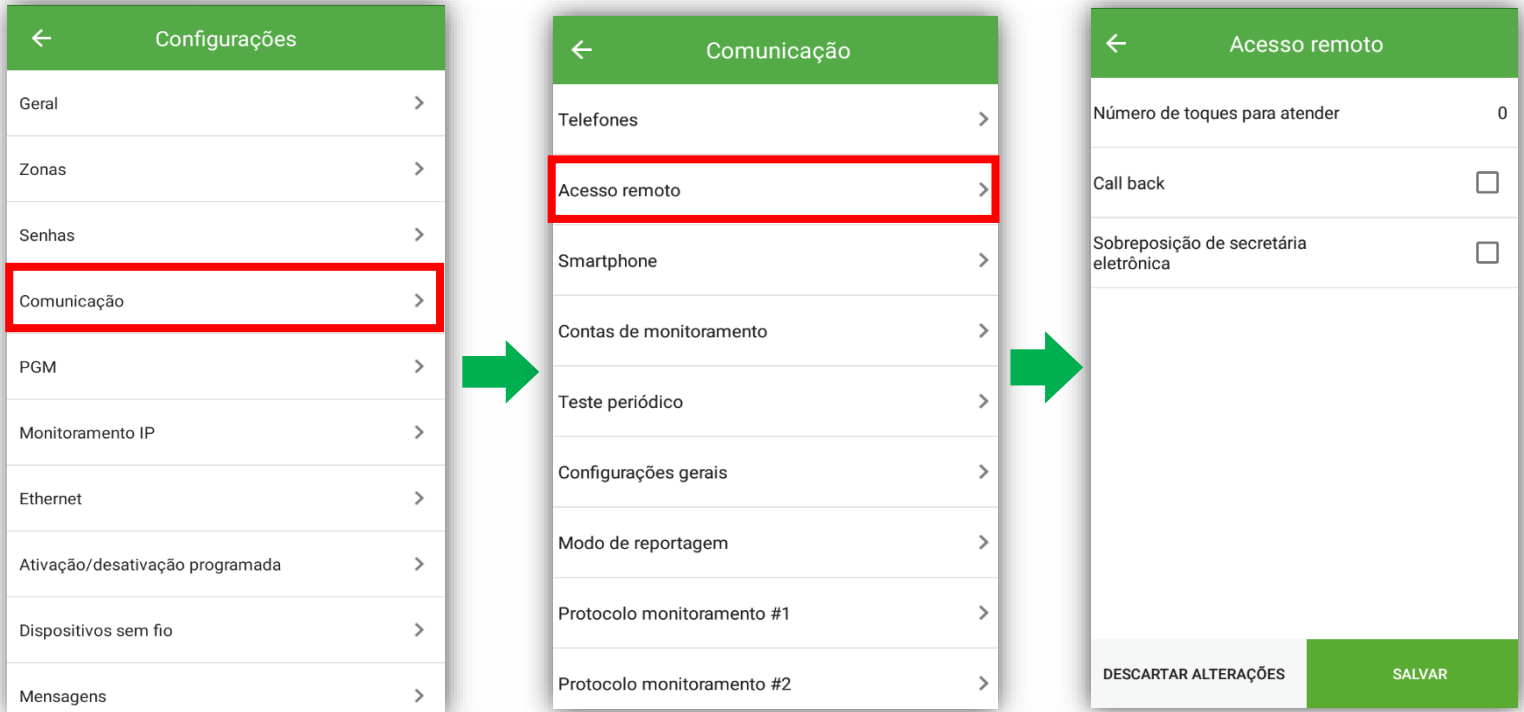 Configurações
Geral
Zonas
Senhas
Comunicação
PGM
Monitoramento IP
Ethernet
Ativação/desativação programada
Dispositivos sem fio
Mensagens
Comunicação
Telefones
Acesso remoto
Smartphone
Contas de monitoramento
Teste periódico
Configurações gerais
Modo de reportagem
Protocolo monitoramento #1
Protocolo monitoramento #2
Acesso remoto
Número de toques para atender 0
Call back
Sobreposição de secretária
eletrônica
DESCARTAR ALTERAÇÕES SALVAR